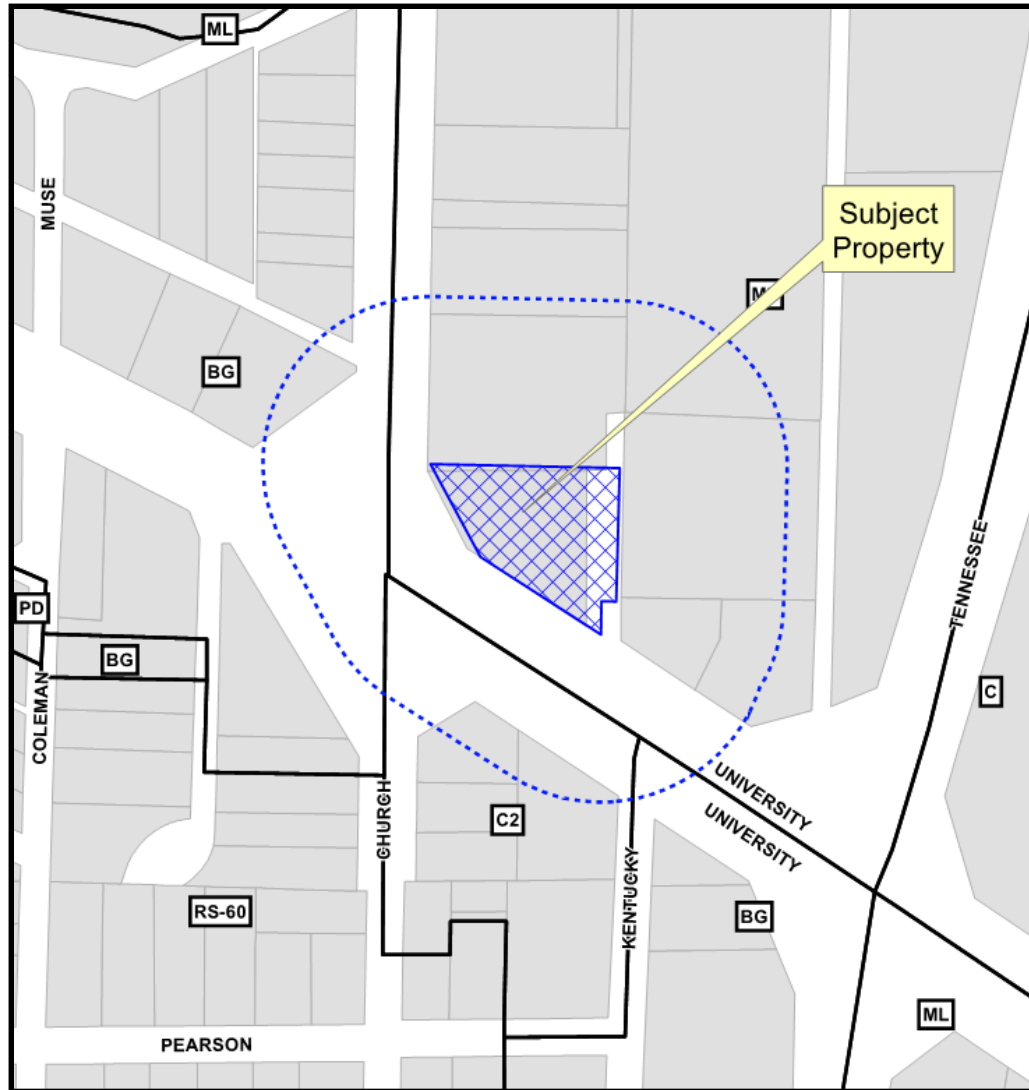 ML
MUSE
Subject
Property
BG
TENNESSEE
PD
BG
C
COLEMAN
UNIVERSITY
UNIVERSITY
CHURCH
C2
KENTUCKY
RS-60
BG
ML
PEARSON